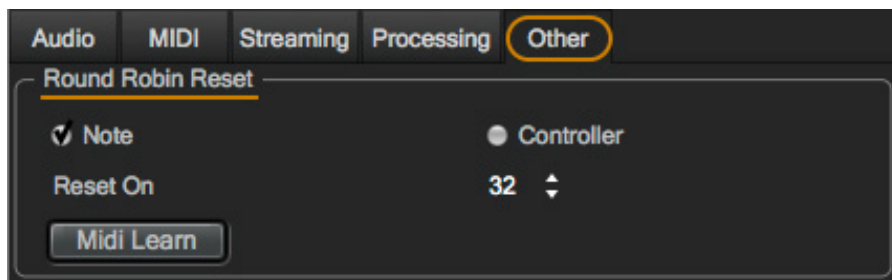 Audio MIDI Streaming Processing Other
Round Robin Reset
Note Controller
Reset On 32
Midi Learn